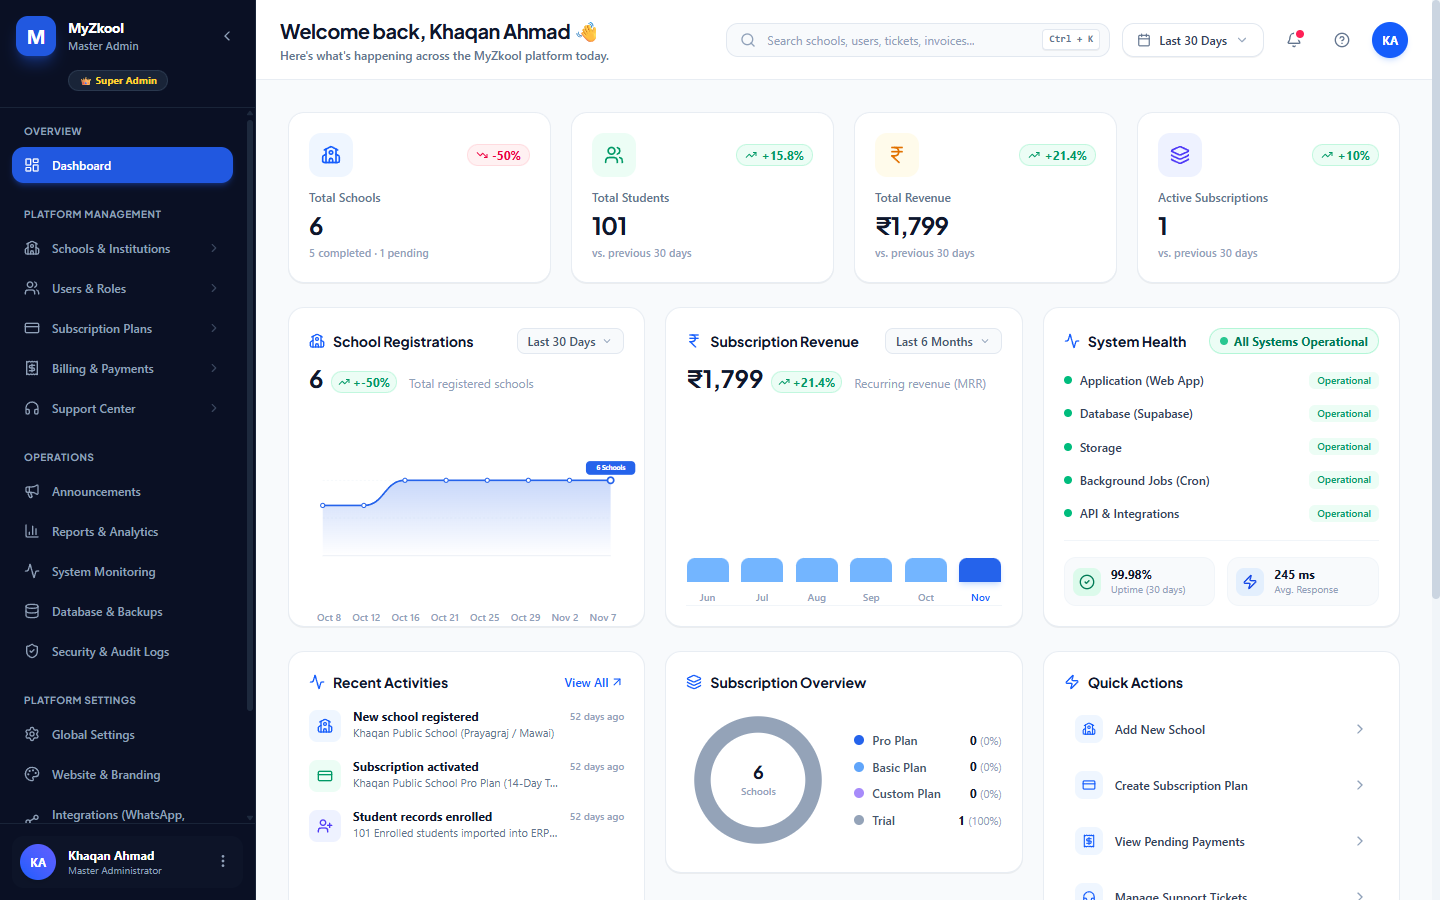 MyZkool
Master Admin
Super Admin
OVERVIEW
Dashboard
PLATFORM MANAGEMENT
Schools & Institutions
Users & Roles
Subscription Plans
Billing & Payments
Support Center
OPERATIONS
Announcements
Reports & Analytics
System Monitoring
Database & Backups
Security & Audit Logs
PLATFORM SETTINGS
Global Settings
Website & Branding
Integrations (WhatsApp,
KA
Khaqan Ahmad
Master Administrator
Welcome back, Khaqan Ahmad 👋
Here's what's happening across the MyZkool platform today.
Search schools, users, tickets, invoices...
Ctrl + K
Last 30 Days
KA
-50%
Total Schools
6
5 completed · 1 pending
+15.8%
Total Students
101
vs. previous 30 days
₹
+21.4%
Total Revenue
₹1,799
vs. previous 30 days
+10%
Active Subscriptions
1
vs. previous 30 days
School Registrations
Last 30 Days
6 +-50% Total registered schools
6 Schools
Oct 8 Oct 12 Oct 16 Oct 21 Oct 25 Oct 29 Nov 2 Nov 7
₹ Subscription Revenue
Last 6 Months
₹1,799 +21.4% Recurring revenue (MRR)
Jun Jul Aug Sep Oct Nov
System Health
All Systems Operational
Application (Web App) Operational
Database (Supabase) Operational
Storage Operational
Background Jobs (Cron) Operational
API & Integrations Operational
99.98%
Uptime (30 days)
245 ms
Avg. Response
Recent Activities
View All
New school registered 52 days ago
Khaqan Public School (Prayagraj / Mawai)
Subscription activated 52 days ago
Khaqan Public School Pro Plan (14-Day T...
Student records enrolled 52 days ago
101 Enrolled students imported into ERP...
Subscription Overview
6
Schools
Pro Plan 0 (0%)
Basic Plan 0 (0%)
Custom Plan 0 (0%)
Trial 1 (100%)
Quick Actions
Add New School
Create Subscription Plan
View Pending Payments
Manage Support Tickets